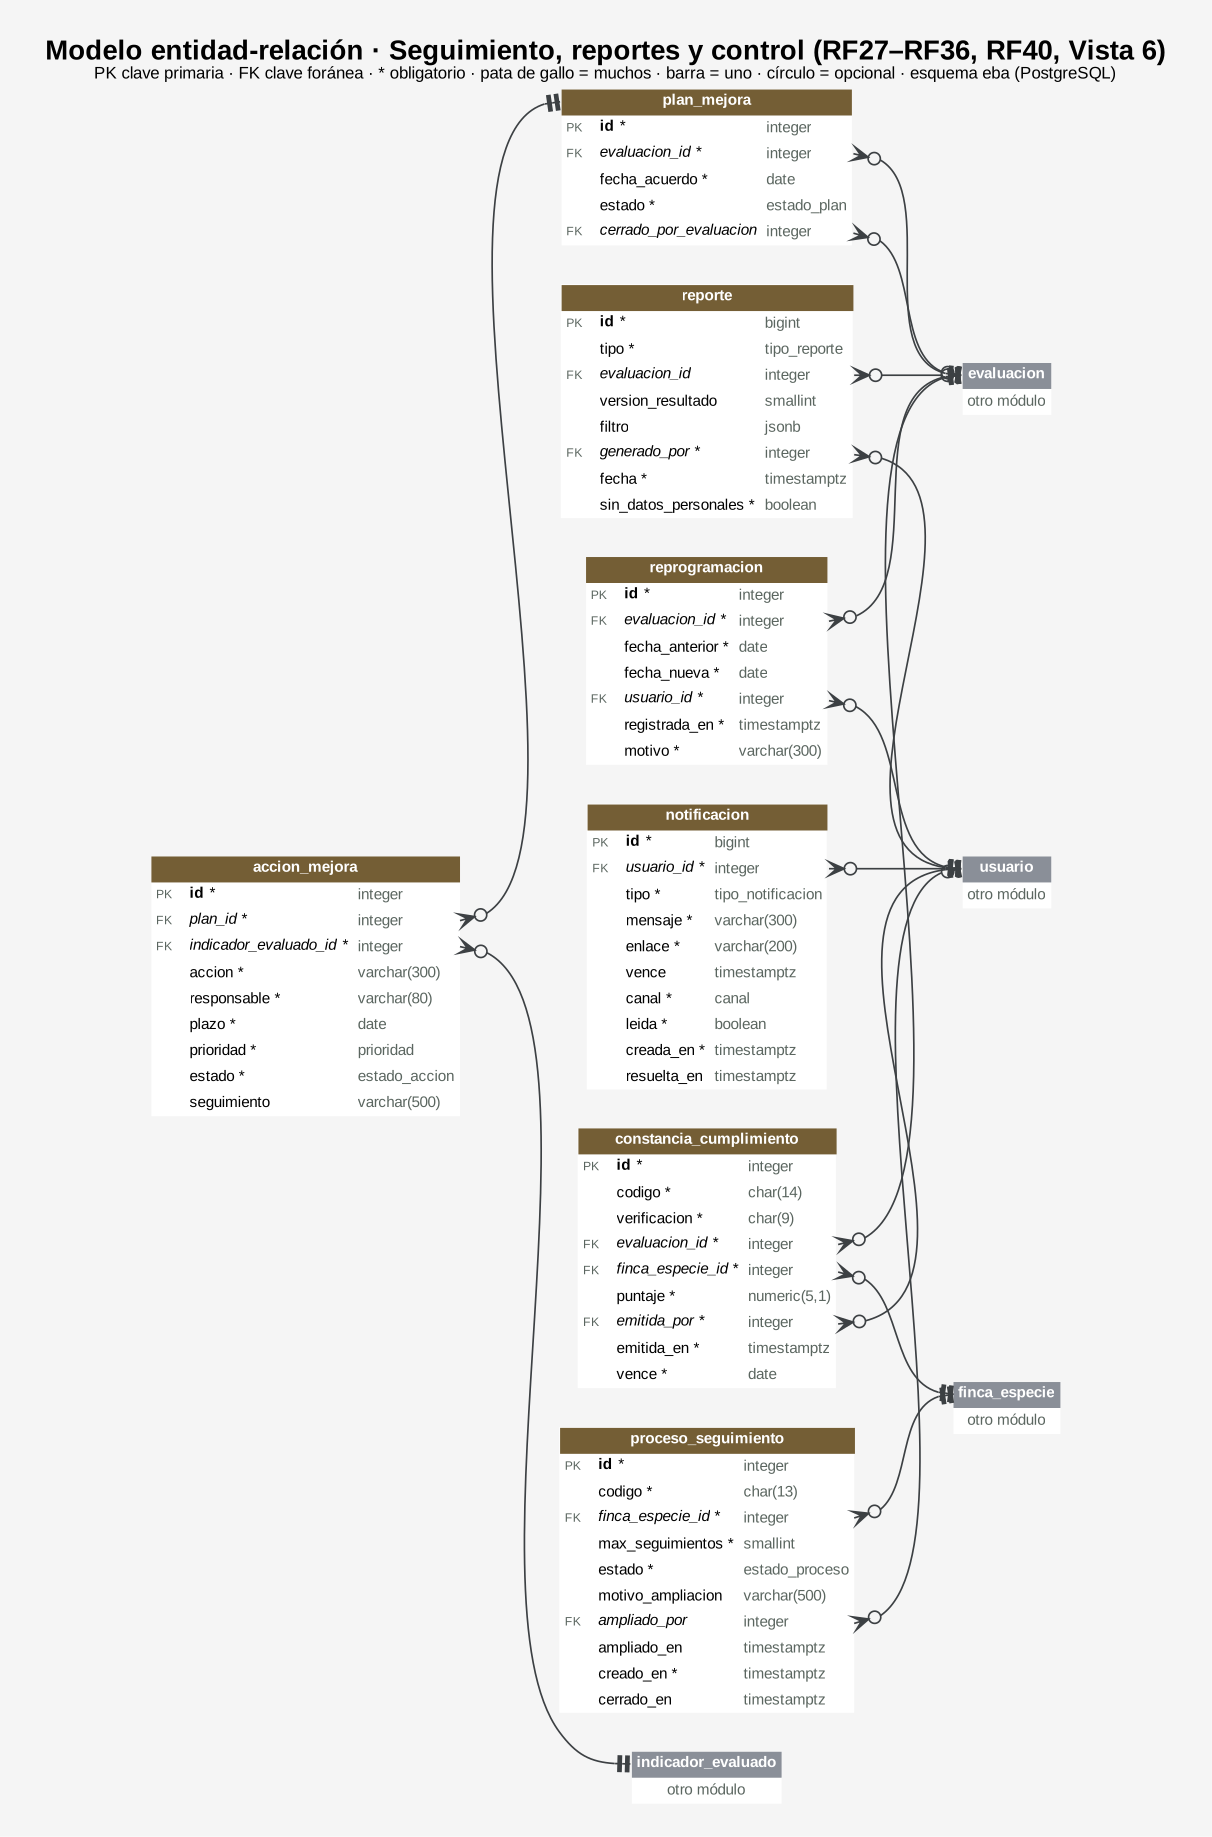 Modelo entidad-relación · Seguimiento, reportes y control (RF27–RF36, RF40, Vista 6)
PK clave primaria · FK clave foránea · * obligatorio · pata de gallo = muchos · barra = uno · círculo = opcional · esquema eba (PostgreSQL)
plan_mejora
PK id * integer
FK evaluacion_id * integer
fecha_acuerdo * date
estado * estado_plan
FK cerrado_por_evaluacion integer
reporte
PK id * bigint
tipo * tipo_reporte
FK evaluacion_id integer
version_resultado smallint
filtro jsonb
FK generado_por * integer
fecha * timestamptz
sin_datos_personales * boolean
evaluacion
otro módulo
reprogramacion
PK id * integer
FK evaluacion_id * integer
fecha_anterior * date
fecha_nueva * date
FK usuario_id * integer
registrada_en * timestamptz
motivo * varchar(300)
notificacion
PK id * bigint
FK usuario_id * integer
tipo * tipo_notificacion
mensaje * varchar(300)
enlace * varchar(200)
vence timestamptz
canal * canal
leida * boolean
creada_en * timestamptz
resuelta_en timestamptz
usuario
otro módulo
accion_mejora
PK id * integer
FK plan_id * integer
FK indicador_evaluado_id * integer
accion * varchar(300)
responsable * varchar(80)
plazo * date
prioridad * prioridad
estado * estado_accion
seguimiento varchar(500)
constancia_cumplimiento
PK id * integer
codigo * char(14)
verificacion * char(9)
FK evaluacion_id * integer
FK finca_especie_id * integer
puntaje * numeric(5,1)
FK emitida_por * integer
emitida_en * timestamptz
vence * date
finca_especie
otro módulo
proceso_seguimiento
PK id * integer
codigo * char(13)
FK finca_especie_id * integer
max_seguimientos * smallint
estado * estado_proceso
motivo_ampliacion varchar(500)
FK ampliado_por integer
ampliado_en timestamptz
creado_en * timestamptz
cerrado_en timestamptz
indicador_evaluado
otro módulo